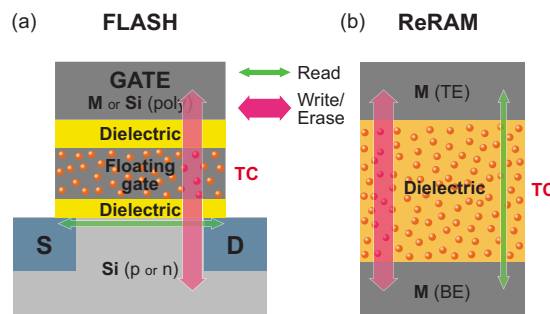 (a)
FLASH
GATE
M or Si (poly)
Dielectric
Floating
gate
TC
Dielectric
S
D
Si (p or n)
Read
Write/
Erase
(b)
ReRAM
M (TE)
Dielectric
TC
M (BE)